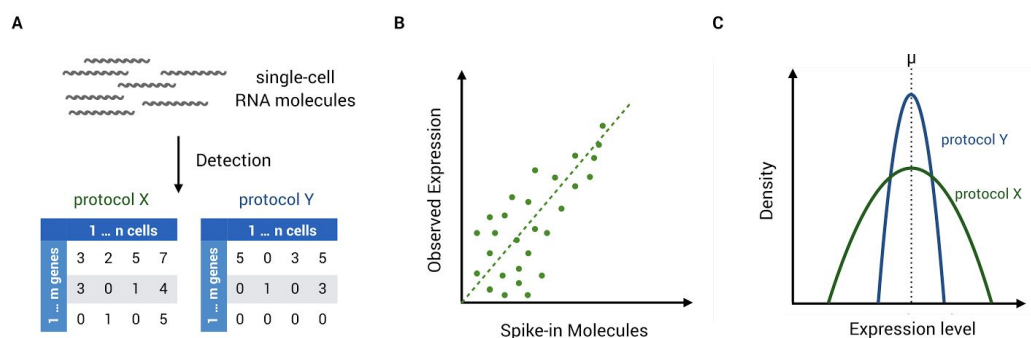 A
single-cell
RNA molecules
Detection
protocol X
1 ... n cells
1 ... m genes
3 2 5 7
3 0 1 4
0 1 0 5
protocol Y
1 ... n cells
1 ... m genes
5 0 3 5
0 1 0 3
0 0 0 0
B
Observed Expression
Spike-in Molecules
C
μ
protocol Y
protocol X
Density
Expression level